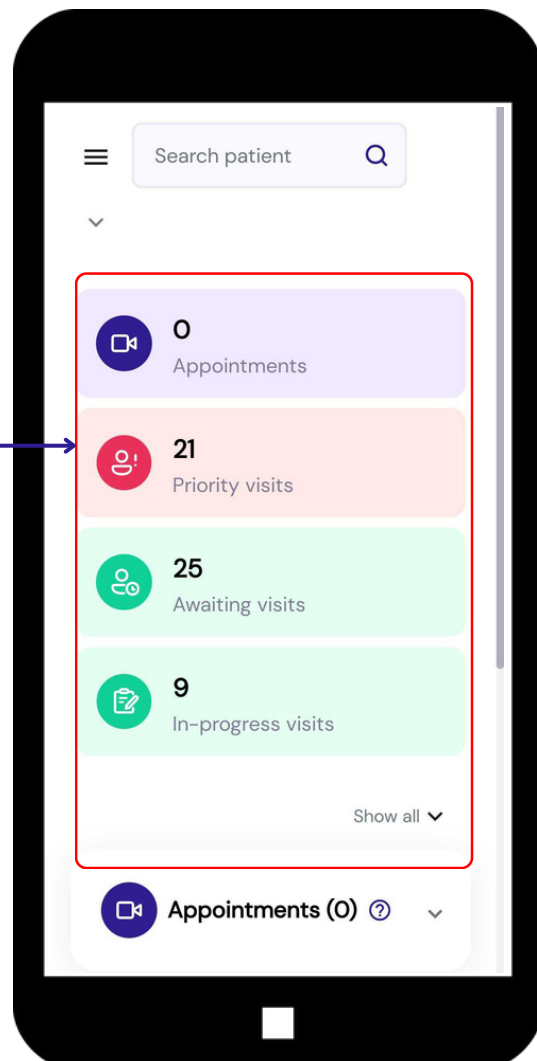 Search patient
0
Appointments
21
Priority visits
25
Awaiting visits
9
In-progress visits
Show all
Appointments (0)